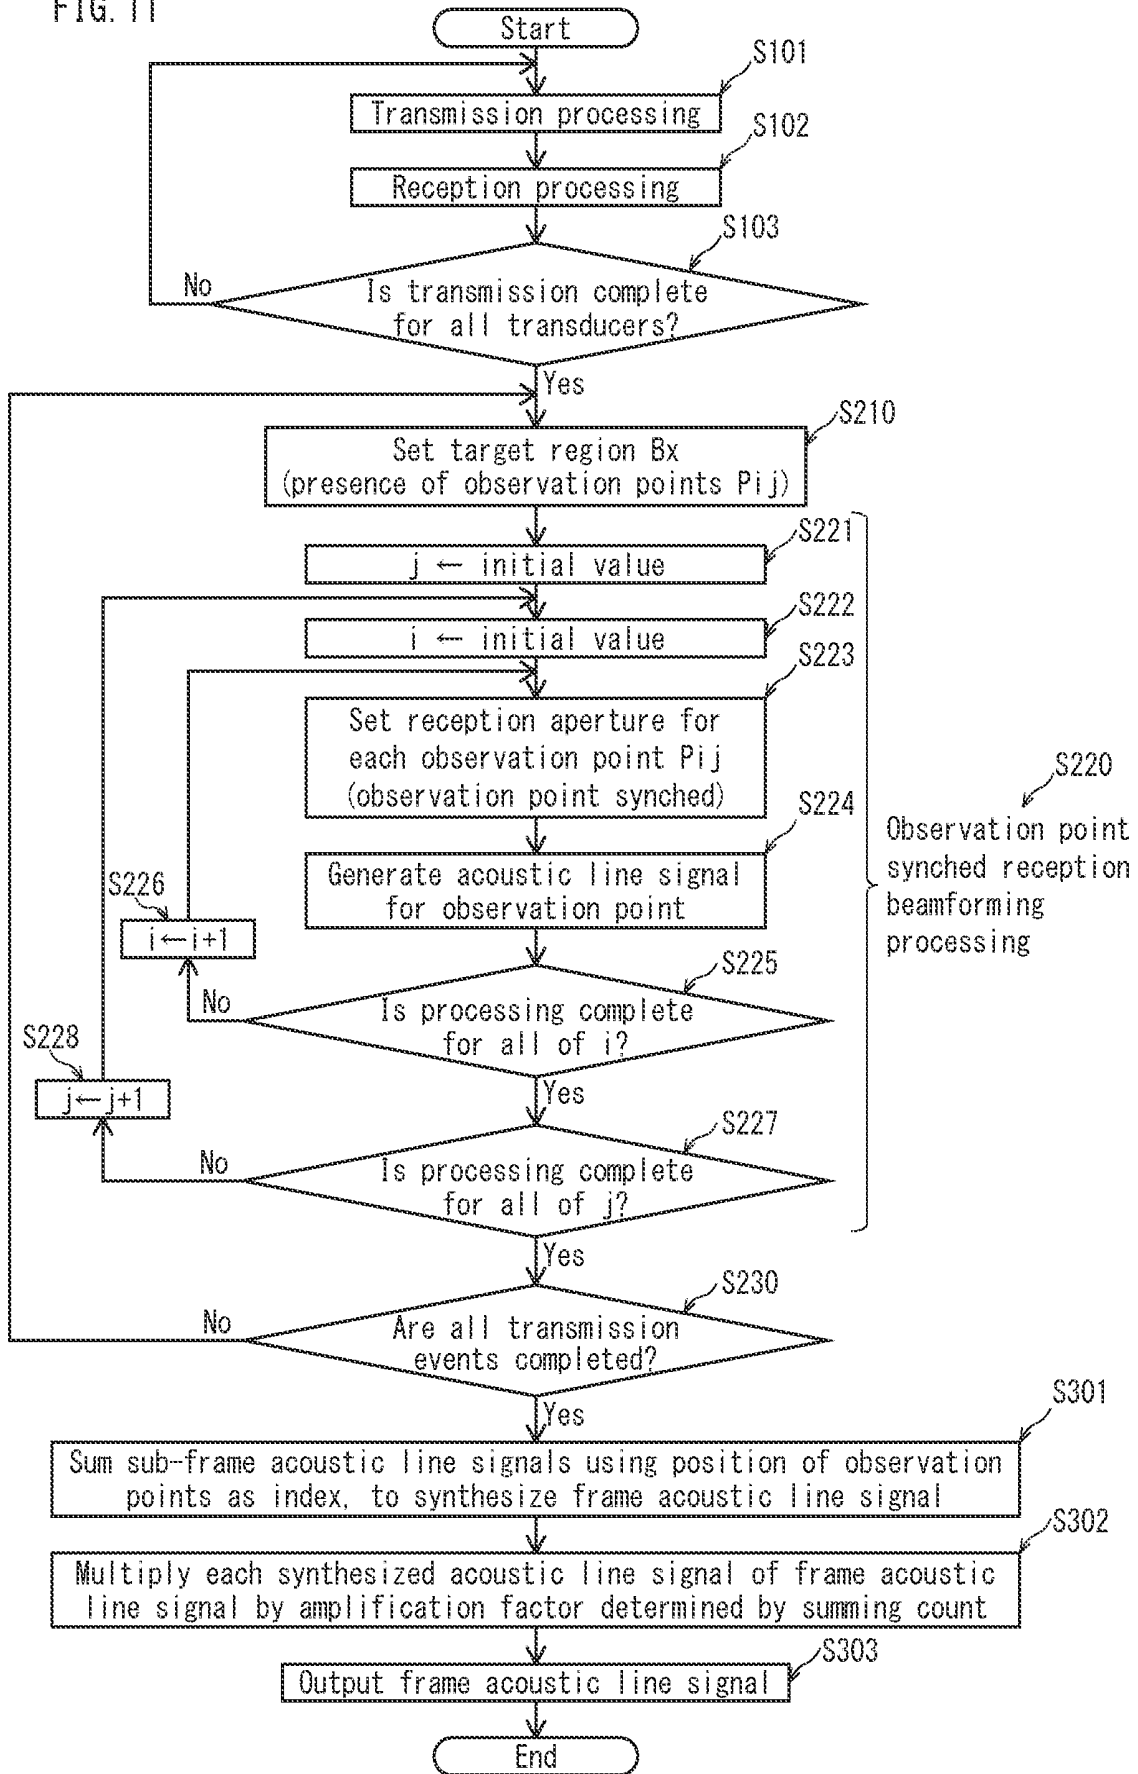 FIG. 11
Start
S101
Transmission processing
S102
Reception processing
S103
Is transmission complete
for all transducers?
No
Yes
S210
Set target region Bx
(presence of observation points Pij)
S221
j ← initial value
S222
i ← initial value
S223
Set reception aperture for
each observation point Pij
(observation point synched)
S220
Observation point
synched reception
beamforming
processing
S224
Generate acoustic line signal
for observation point
S226
i←i+1
S225
Is processing complete
for all of i?
No
Yes
S228
j←j+1
S227
Is processing complete
for all of j?
No
Yes
S230
Are all transmission
events completed?
No
Yes
S301
Sum sub-frame acoustic line signals using position of observation
points as index, to synthesize frame acoustic line signal
S302
Multiply each synthesized acoustic line signal of frame acoustic
line signal by amplification factor determined by summing count
S303
Output frame acoustic line signal
End